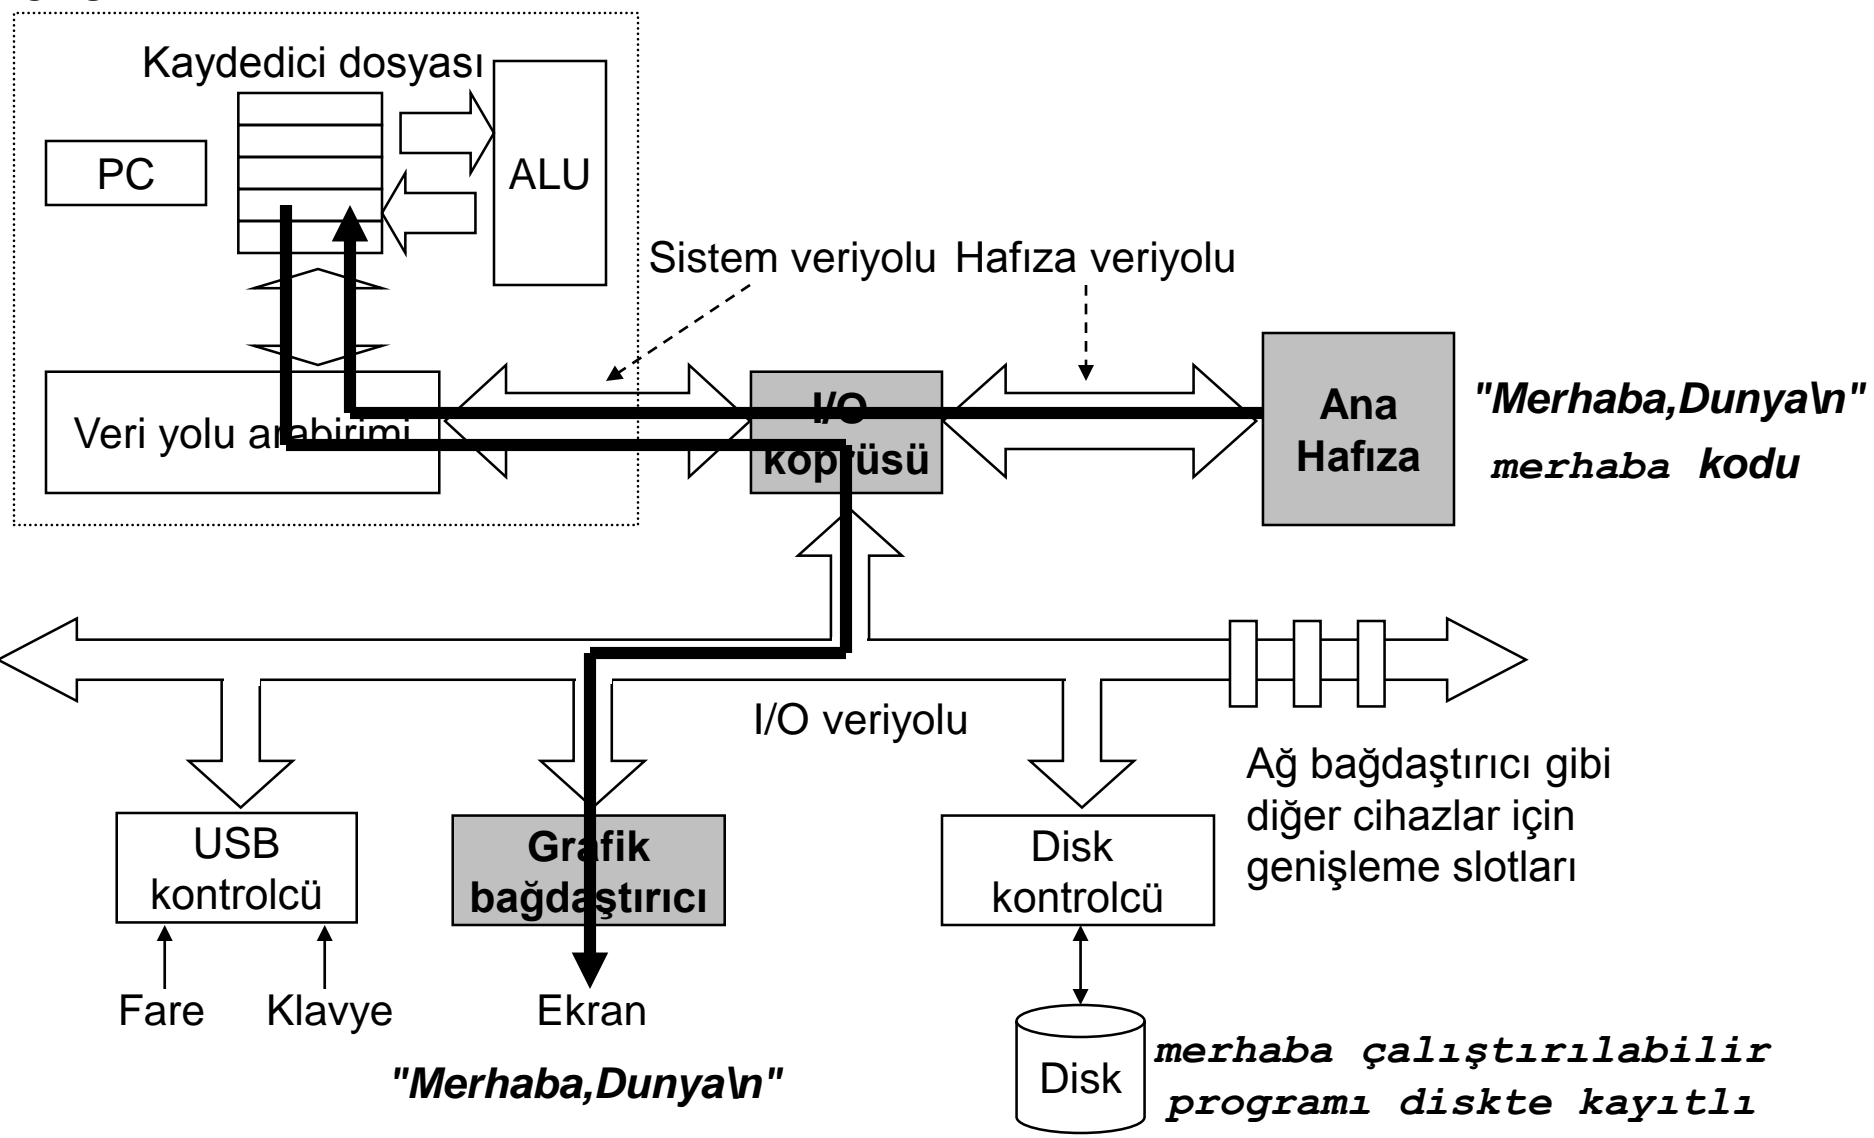 Kaydedici dosyası
PC
ALU
Sistem veriyolu
Hafıza veriyolu
Veri yolu arabirimi
I/O
köprüsü
Ana
Hafıza
"Merhaba,Dunya\n"
merhaba kodu
I/O veriyolu
Ağ bağdaştırıcı gibi
diğer cihazlar için
genişleme slotları
USB
kontrolcü
Grafik
bağdaştırıcı
Disk
kontrolcü
Fare
Klavye
Ekran
"Merhaba,Dunya\n"
Disk
merhaba çalıştırılabilir
programı diskte kayıtlı